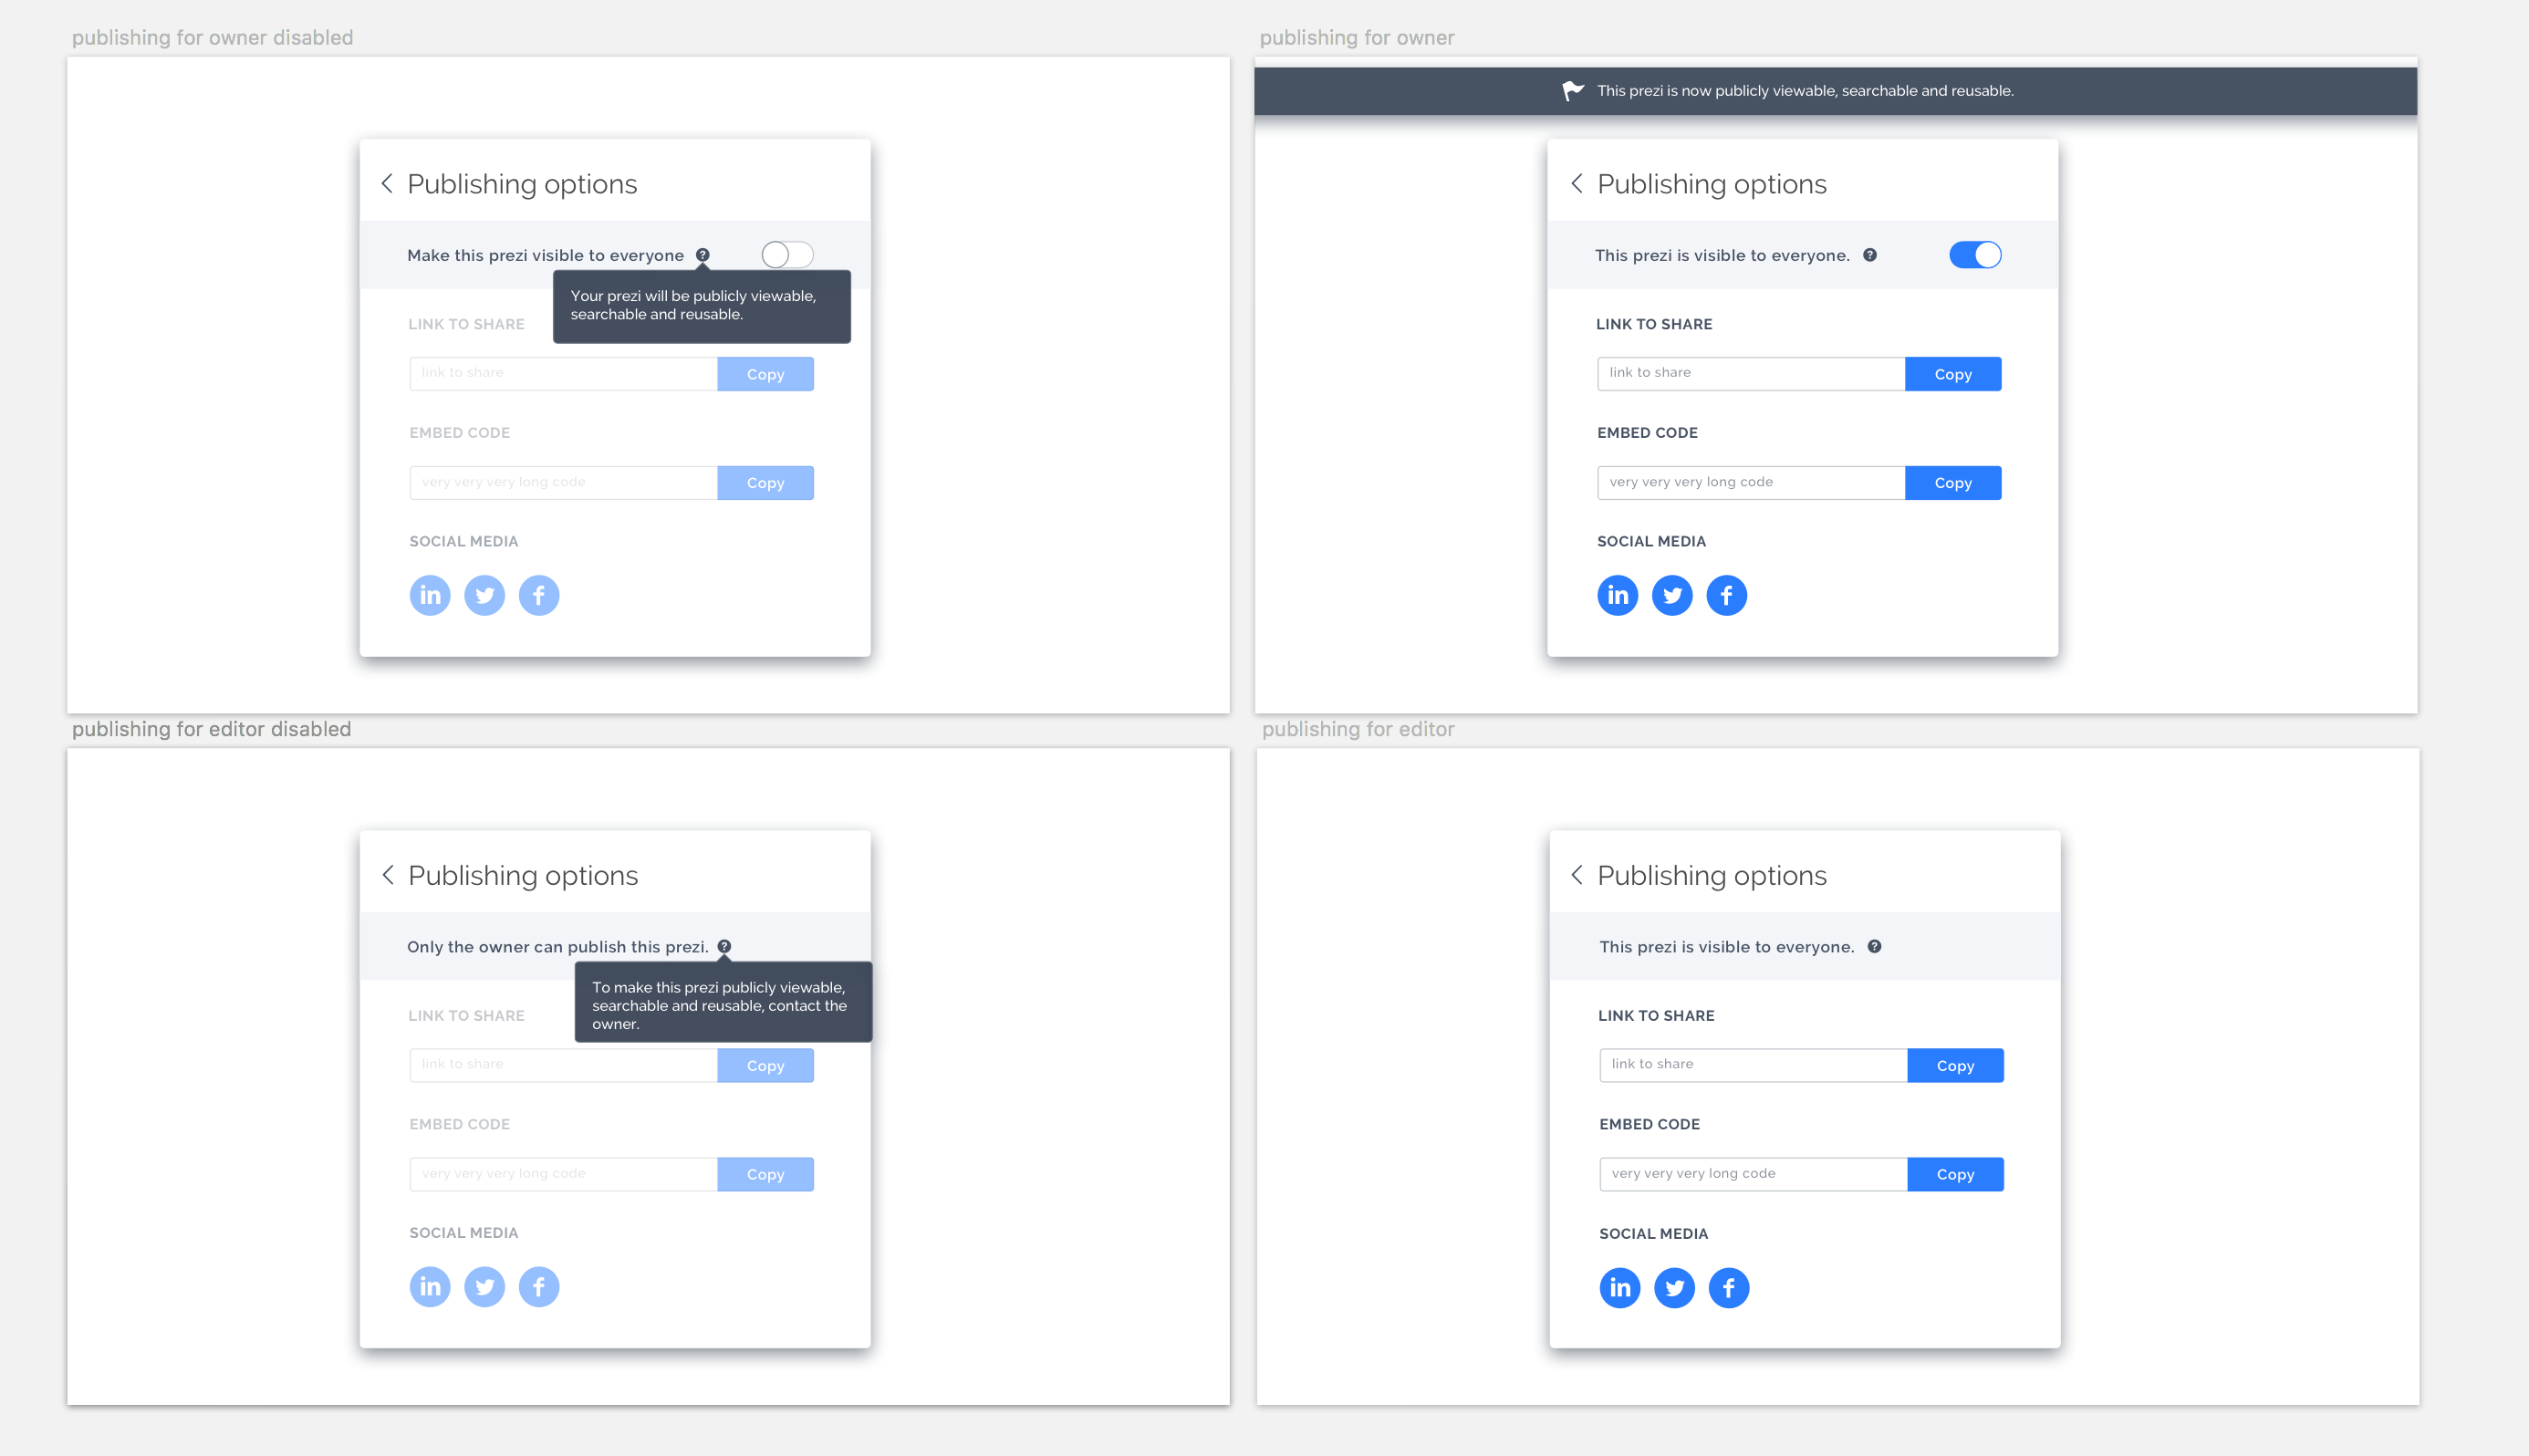 publishing for owner disabled
Publishing options
Make this prezi visible to everyone ?
Your prezi will be publicly viewable,
searchable and reusable.
LINK TO SHARE
link to share
Copy
EMBED CODE
very very very long code
Copy
SOCIAL MEDIA
in
f
publishing for owner
This prezi is now publicly viewable, searchable and reusable.
Publishing options
This prezi is visible to everyone. ?
LINK TO SHARE
link to share
Copy
EMBED CODE
very very very long code
Copy
SOCIAL MEDIA
in
f
publishing for editor disabled
Publishing options
Only the owner can publish this prezi. ?
To make this prezi publicly viewable,
searchable and reusable, contact the
owner.
LINK TO SHARE
link to share
Copy
EMBED CODE
very very very long code
Copy
SOCIAL MEDIA
in
f
publishing for editor
Publishing options
This prezi is visible to everyone. ?
LINK TO SHARE
link to share
Copy
EMBED CODE
very very very long code
Copy
SOCIAL MEDIA
in
f